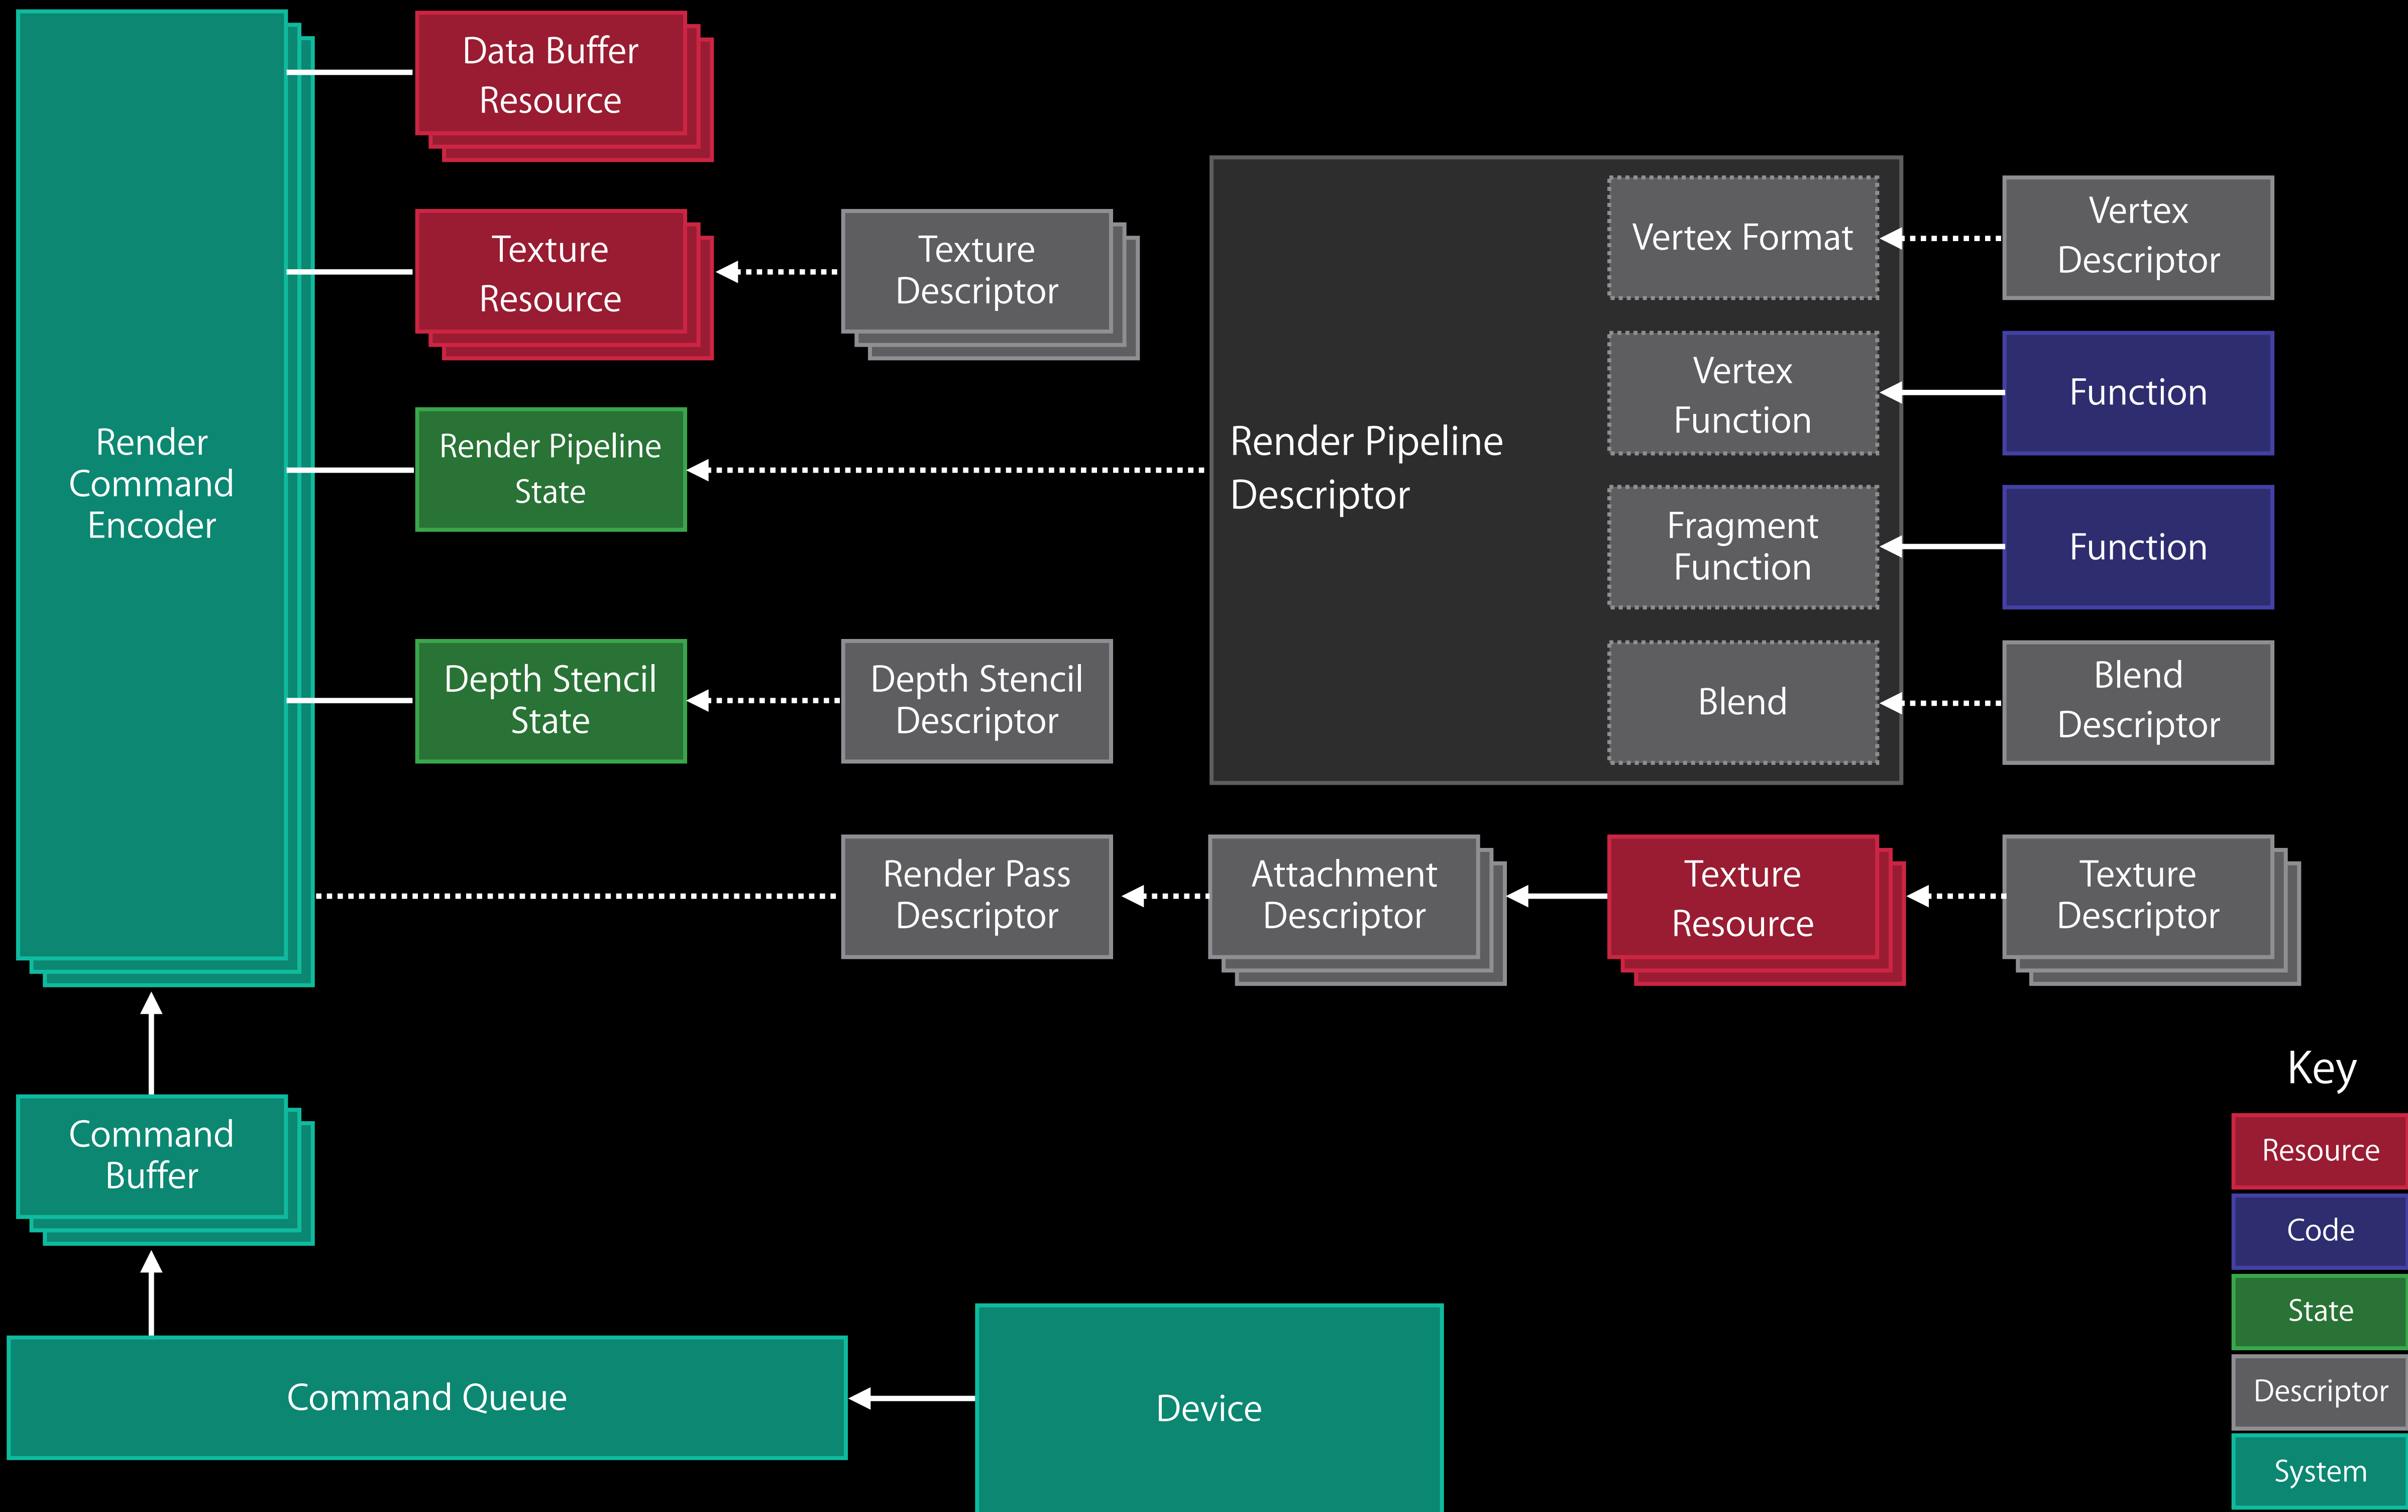 Data Buffer
Resource
Texture
Resource
Texture
Descriptor
Render
Command
Encoder
Render Pipeline
State
Render Pipeline
Descriptor
Vertex Format
Vertex
Descriptor
Vertex
Function
Function
Fragment
Function
Function
Blend
Blend
Descriptor
Depth Stencil
State
Depth Stencil
Descriptor
Render Pass
Descriptor
Attachment
Descriptor
Texture
Resource
Texture
Descriptor
Command
Buffer
Command Queue
Device
Key
Resource
Code
State
Descriptor
System